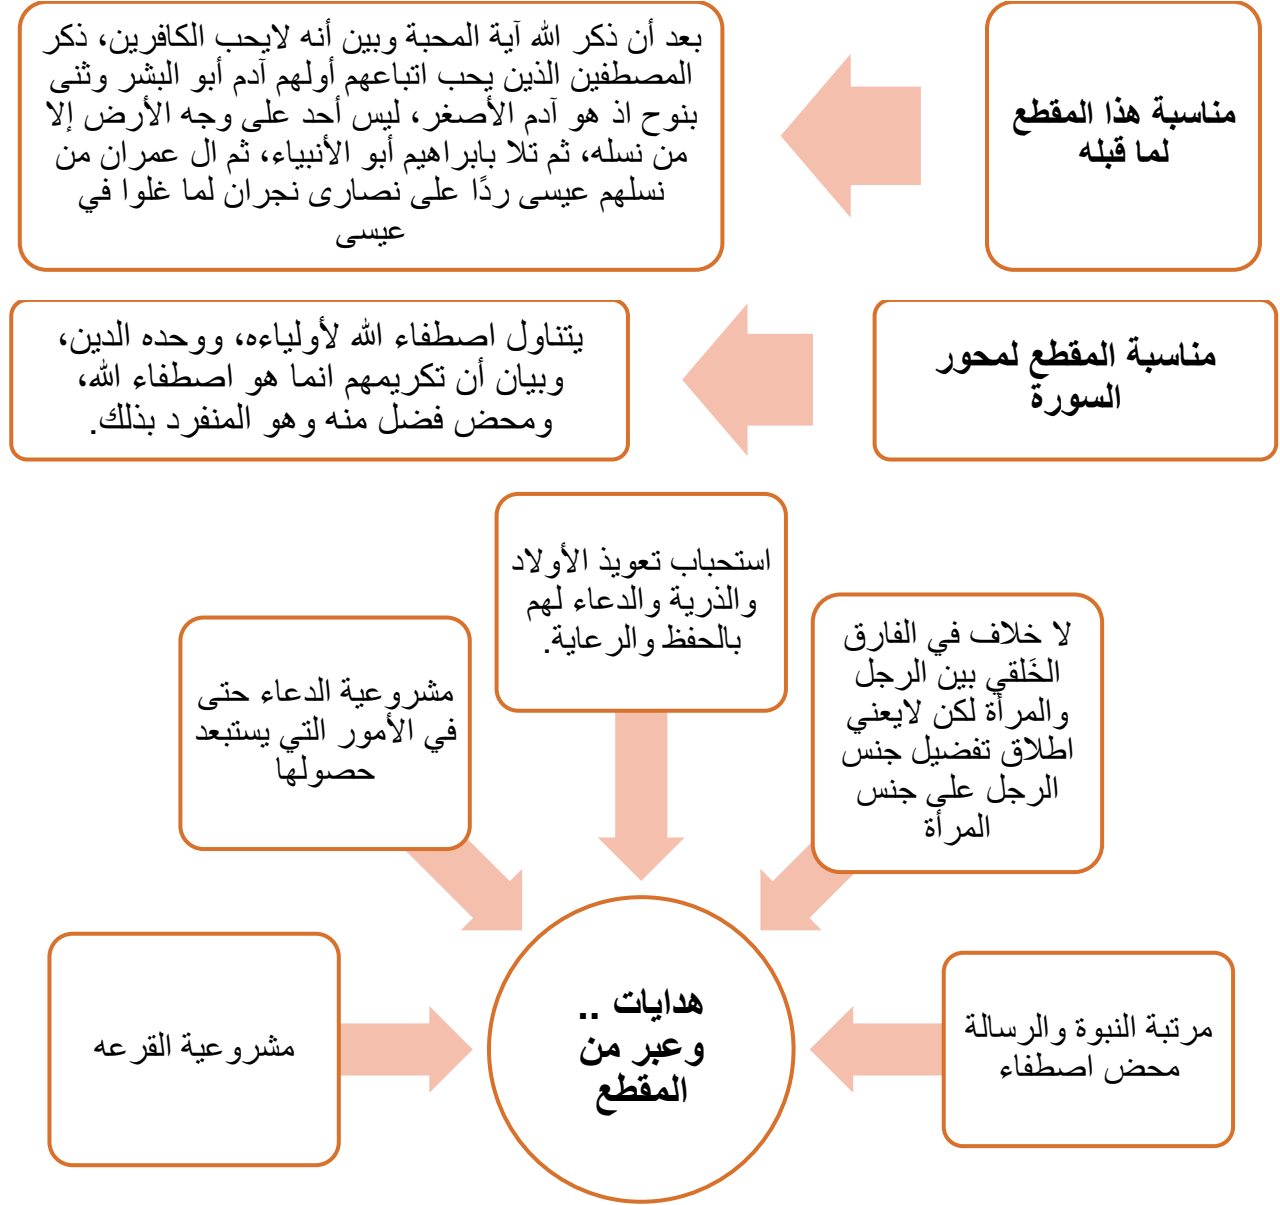 مناسبة هذا المقطع
لما قبله
بعد أن ذكر الله آية المحبة وبين أنه لايحب الكافرين، ذكر
المصطفين الذين يحب اتباعهم أولهم آدم أبو البشر وثنى
بنوح اذ هو آدم الأصغر، ليس أحد على وجه الأرض إلا
من نسله، ثم تلا بابراهيم أبو الأنبياء، ثم ال عمران من
نسلهم عيسى ردًا على نصارى نجران لما غلوا في
عيسى
مناسبة المقطع لمحور
السورة
يتناول اصطفاء الله لأولياءه، ووحده الدين،
وبيان أن تكريمهم انما هو اصطفاء الله،
ومحض فضل منه وهو المنفرد بذلك.
استحباب تعويذ الأولاد
والذرية والدعاء لهم
بالحفظ والرعاية.
لا خلاف في الفارق
الخَلقي بين الرجل
والمرأة لكن لايعني
اطلاق تفضيل جنس
الرجل على جنس
المرأة
مشروعية الدعاء حتى
في الأمور التي يستبعد
حصولها
مرتبة النبوة والرسالة
محض اصطفاء
هدايات ..
وعبر من
المقطع
مشروعية القرعه